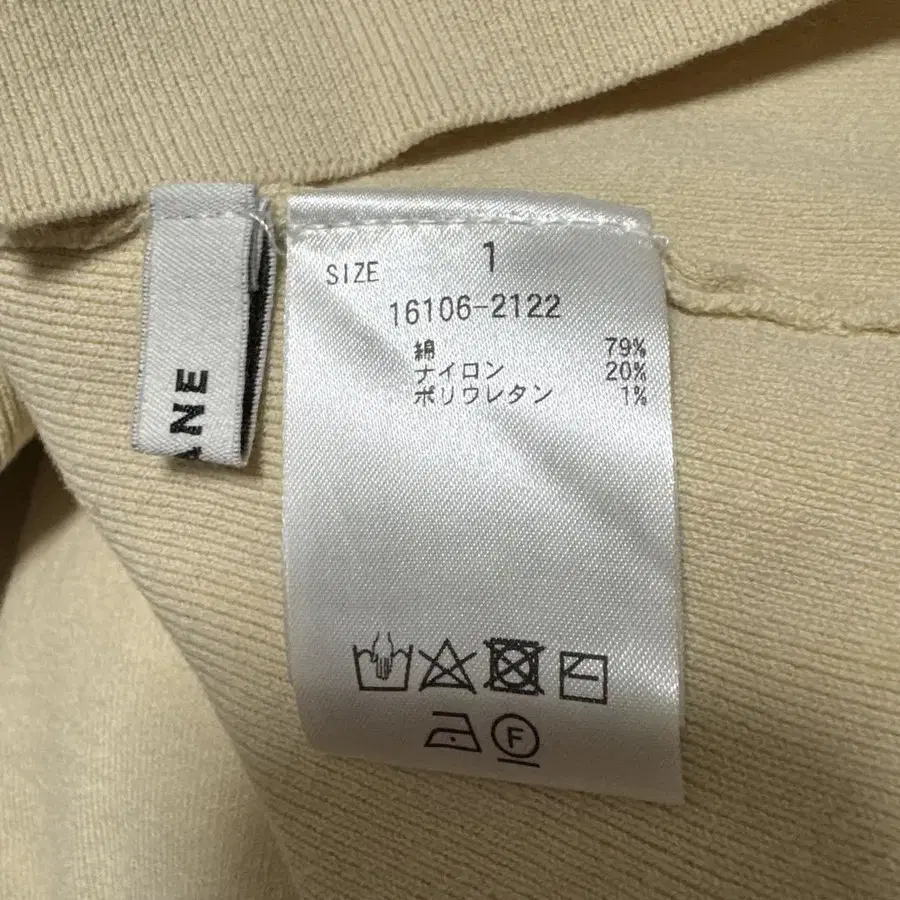 SIZE 1
16106-2122
綿 79%
ナイロン 20%
ポリウレタン 1%
F
ANE